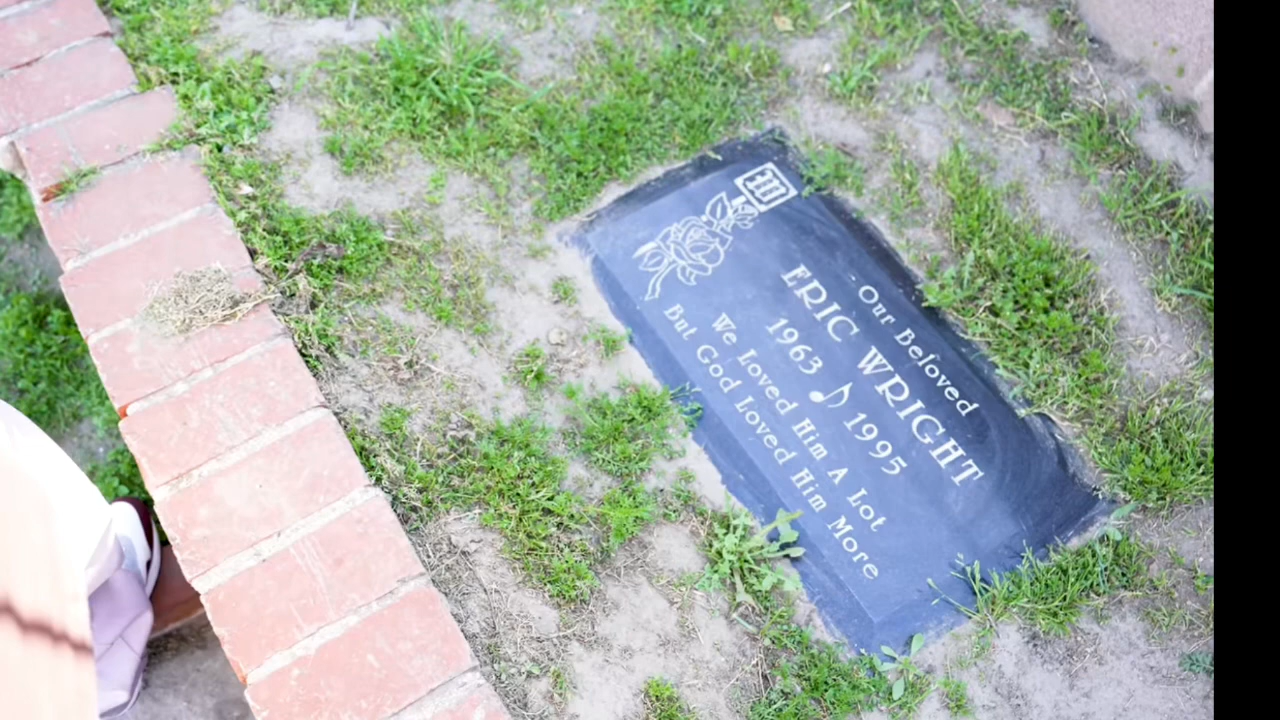 Our Beloved
ERIC WRIGHT
1963 1995
We Loved Him A Lot
But God Loved Him More